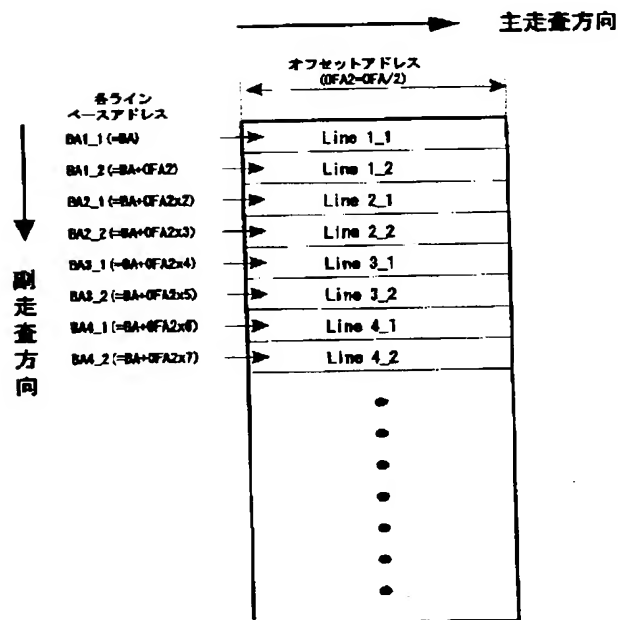 主走査方向
オフセットアドレス
(OFA2=OFA/2)
各ライン
ベースアドレス
BA1_1(=BA)
Line 1_1
BA1_2(=BA+OFA2)
Line 1_2
BA2_1(=BA+OFA2x2)
Line 2_1
BA2_2(=BA+OFA2x3)
Line 2_2
BA3_1(=BA+OFA2x4)
Line 3_1
BA3_2(=BA+OFA2x5)
Line 3_2
BA4_1(=BA+OFA2x6)
Line 4_1
BA4_2(=BA+OFA2x7)
Line 4_2
副走査方向